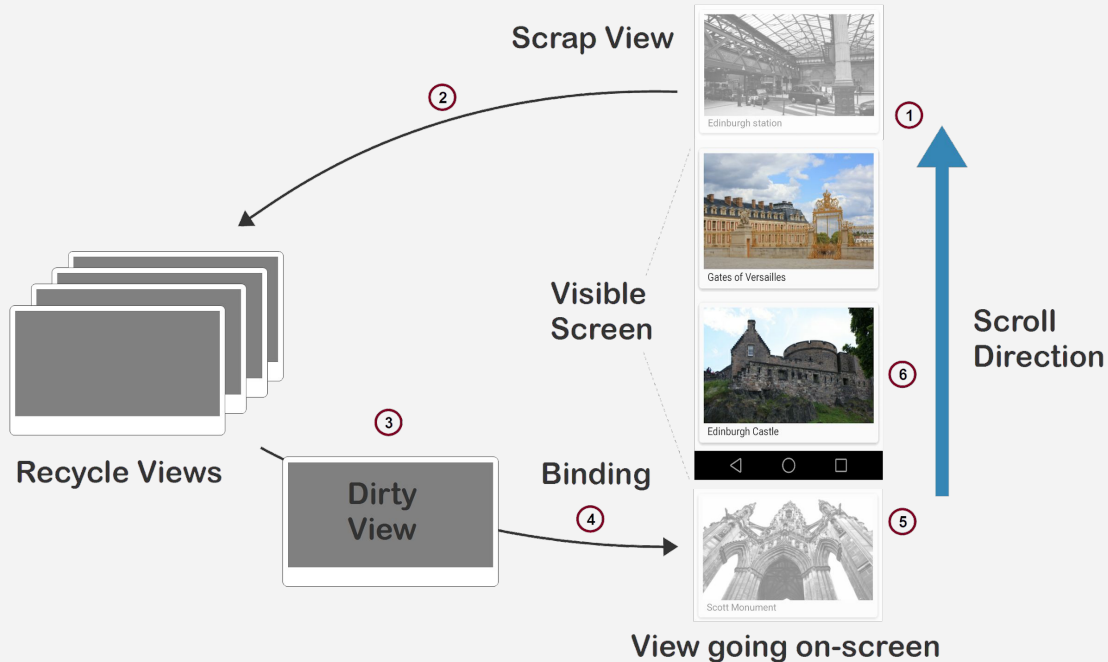 Scrap View
Edinburgh station
1
2
Gates of Versailles
Visible
Screen
Scroll
Direction
6
Edinburgh Castle
3
Recycle Views
Dirty
View
Binding
4
5
Scott Monument
View going on-screen